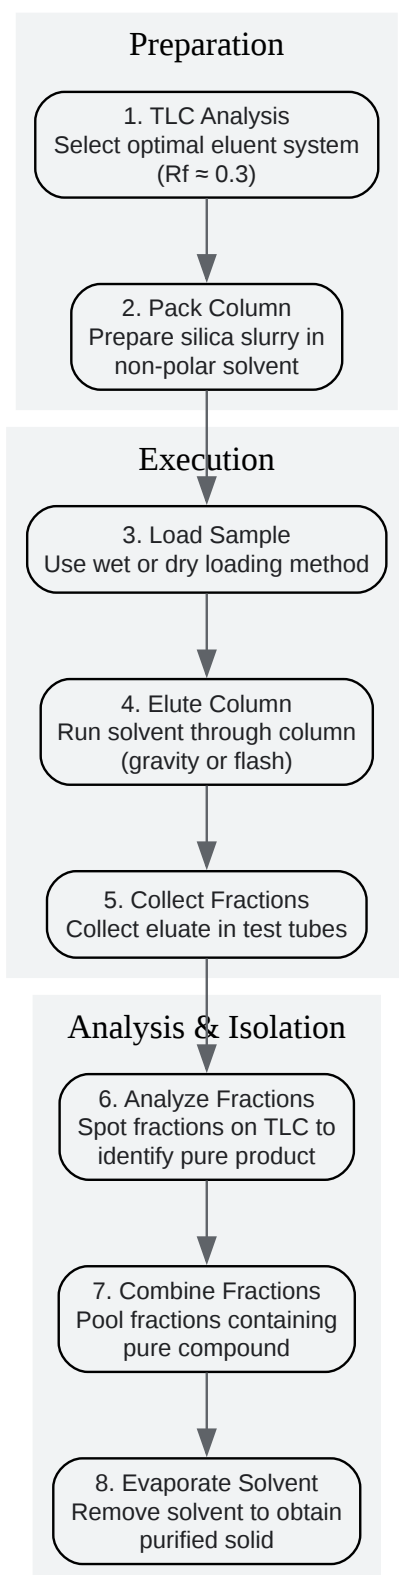 Preparation
1. TLC Analysis
Select optimal eluent system
(Rf ≈ 0.3)
2. Pack Column
Prepare silica slurry in
non-polar solvent
Execution
3. Load Sample
Use wet or dry loading method
4. Elute Column
Run solvent through column
(gravity or flash)
5. Collect Fractions
Collect eluate in test tubes
Analysis & Isolation
6. Analyze Fractions
Spot fractions on TLC to
identify pure product
7. Combine Fractions
Pool fractions containing
pure compound
8. Evaporate Solvent
Remove solvent to obtain
purified solid